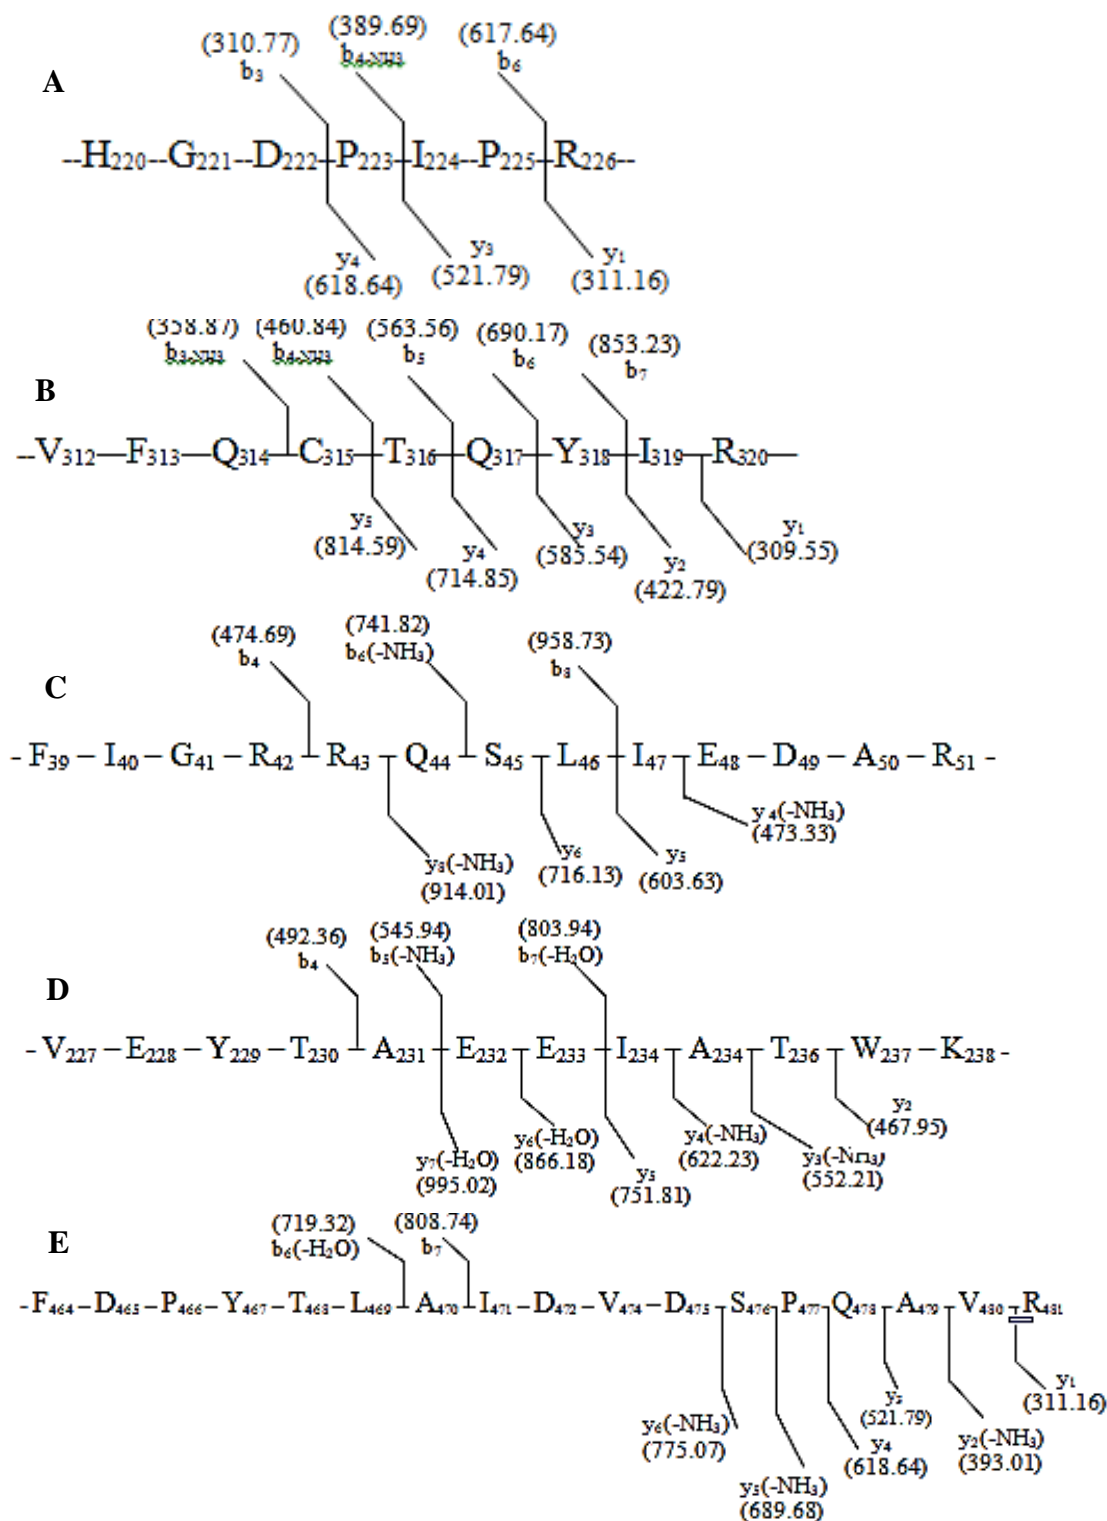 A
(310.77) (389.69) (617.64)
b₃ b₄-NH₃ b₆
--H₂₂₀--G₂₂₁--D₂₂₂--P₂₂₃--I₂₂₄--P₂₂₅--R₂₂₆--
y₄ y₃ y₁
(618.64) (521.79) (311.16)
B
(358.87) (460.84) (563.56) (690.17) (853.23)
b₃-NH₃ b₄-NH₃ b₅ b₆ b₇
--V₃₁₂--F₃₁₃--Q₃₁₄--C₃₁₅--T₃₁₆--Q₃₁₇--Y₃₁₈--I₃₁₉--R₃₂₀--
y₅ y₄ y₃ y₂ y₁
(814.59) (714.85) (585.54) (422.79) (309.55)
C
(474.69) (741.82) (958.73)
b₄ b₆(-NH₃) b₈
- F₃₉ - I₄₀ - G₄₁ - R₄₂ - R₄₃ - Q₄₄ - S₄₅ - L₄₆ - I₄₇ - E₄₈ - D₄₉ - A₅₀ - R₅₁ -
y₈(-NH₃) y₆ y₅ y₄(-NH₃)
(914.01) (716.13) (603.63) (473.33)
D
(492.36) (545.94) (803.94)
b₄ b₅(-NH₃) b₇(-H₂O)
- V₂₂₇ - E₂₂₈ - Y₂₂₉ - T₂₃₀ - A₂₃₁ - E₂₃₂ - E₂₃₃ - I₂₃₄ - A₂₃₄ - T₂₃₆ - W₂₃₇ - K₂₃₈ -
y₇(-H₂O) y₆(-H₂O) y₅ y₄(-NH₃) y₃(-NH₃) y₂
(995.02) (866.18) (751.81) (622.23) (552.21) (467.95)
E
(719.32) (808.74)
b₆(-H₂O) b₇
-F₄₆₄-D₄₆₅-P₄₆₆-Y₄₆₇-T₄₆₈-L₄₆₉-A₄₇₀-I₄₇₁-D₄₇₂-V₄₇₄-D₄₇₅-S₄₇₆-P₄₇₇-Q₄₇₈-A₄₇₉-V₄₈₀-R₄₈₁
y₆(-NH₃) y₅(-NH₃) y₄ y₃ y₂(-NH₃) y₁
(775.07) (689.68) (618.64) (521.79) (393.01) (311.16)